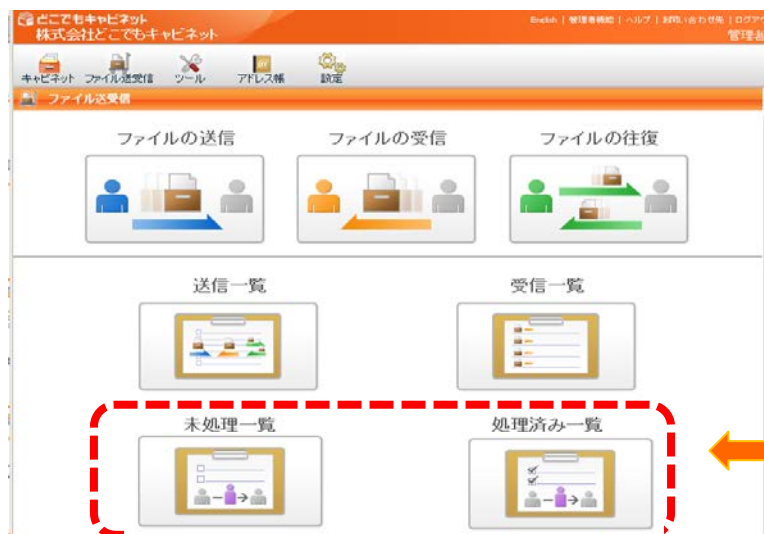 どこでもキャビネット
株式会社どこでもキャビネット
English | 管理者機能 | ヘルプ | お問い合わせ先 | ログアウ
管理者
キャビネット ファイル送受信 ツール アドレス帳 設定
ファイル送受信
ファイルの送信 ファイルの受信 ファイルの往復
送信一覧 受信一覧
未処理一覧 処理済み一覧